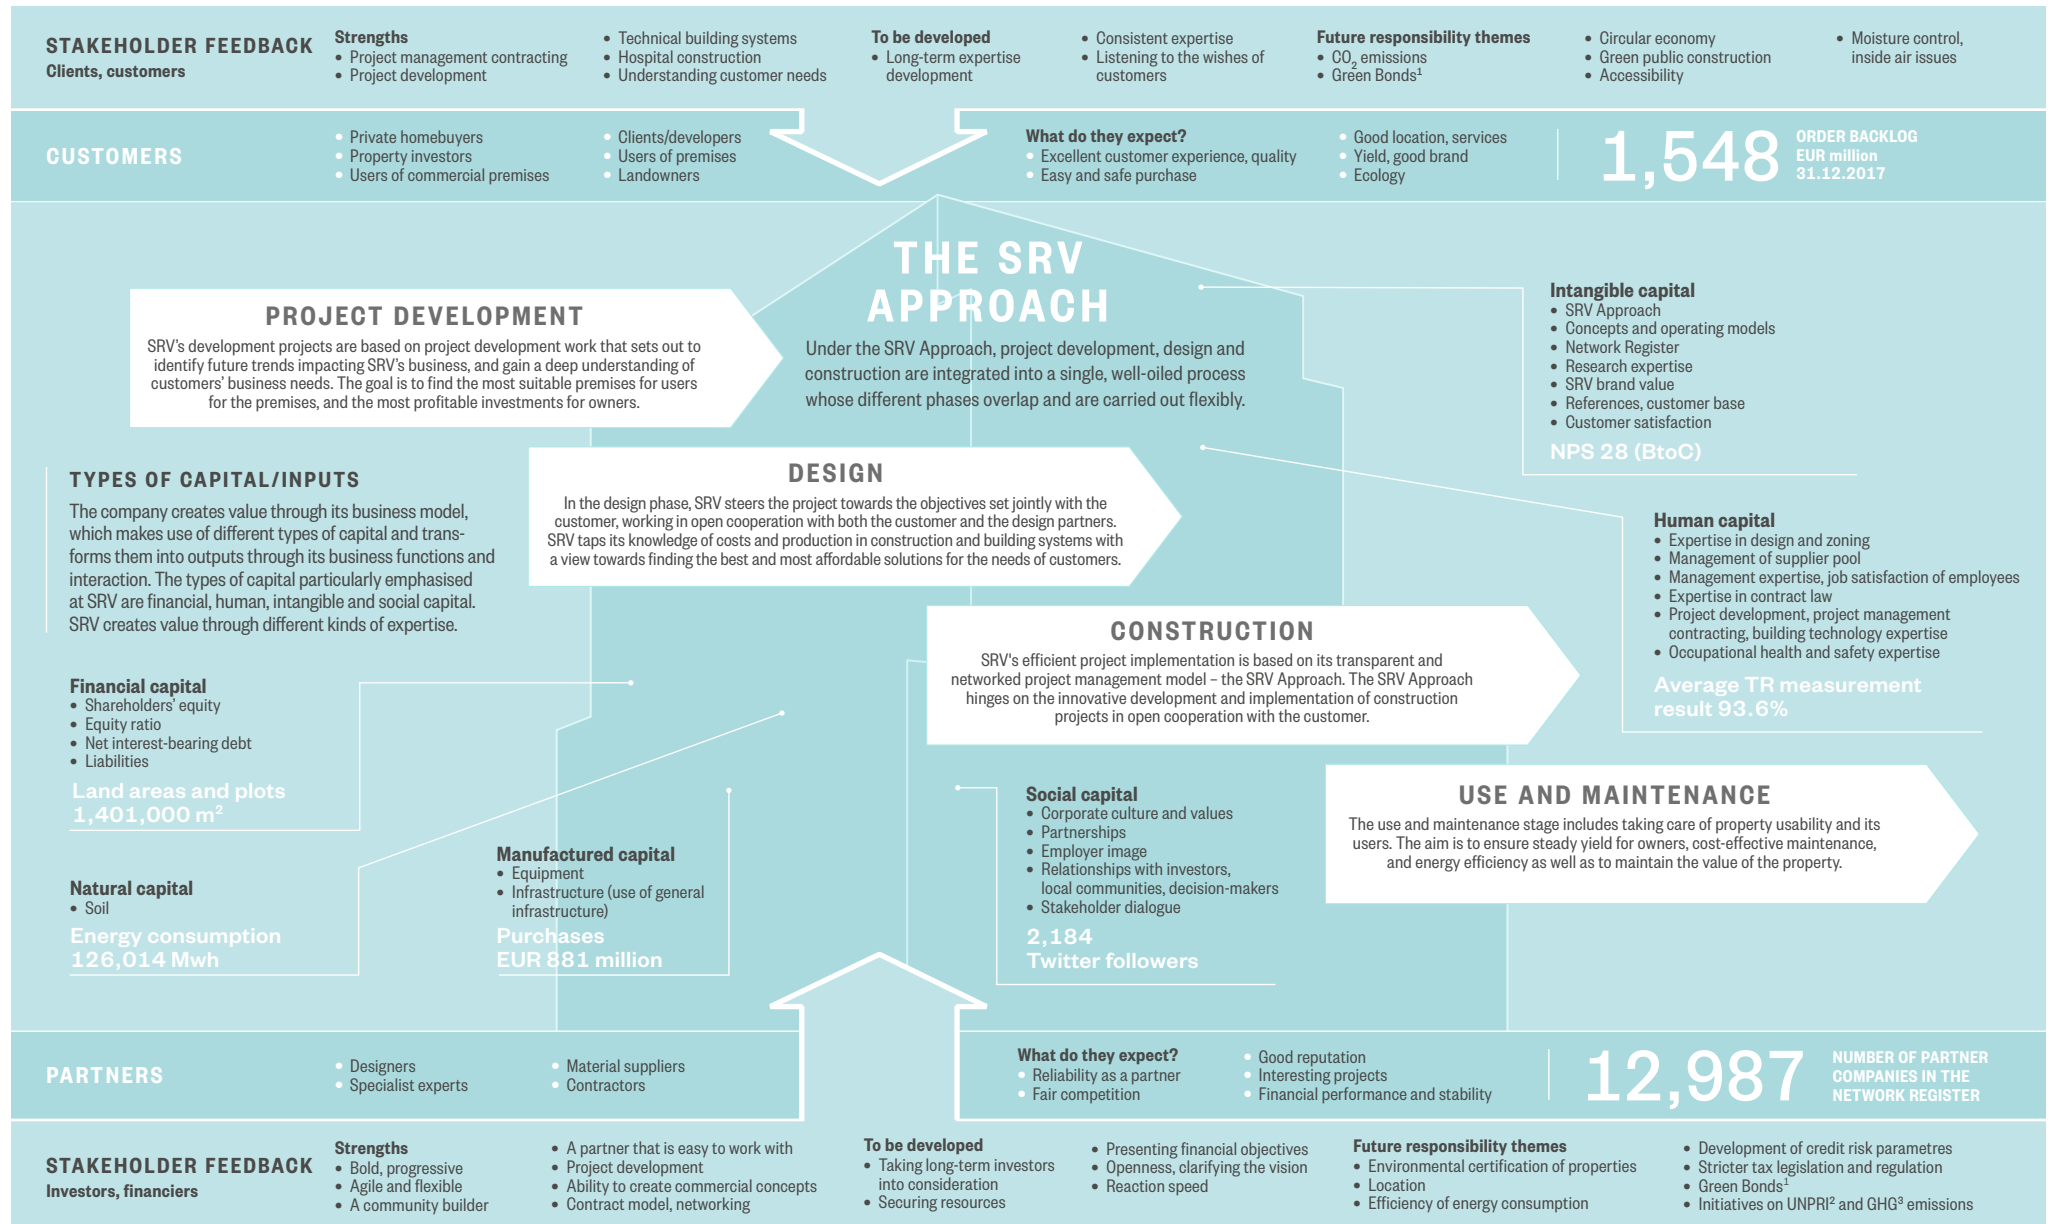 STAKEHOLDER FEEDBACK
Clients, customers
Strengths
• Project management contracting
• Project development
• Technical building systems
• Hospital construction
• Understanding customer needs
To be developed
• Long-term expertise
development
• Consistent expertise
• Listening to the wishes of
customers
Future responsibility themes
• CO2 emissions
• Green Bonds¹
• Circular economy
• Green public construction
• Accessibility
• Moisture control,
inside air issues
CUSTOMERS
• Private homebuyers
• Property investors
• Users of commercial premises
• Clients/developers
• Users of premises
• Landowners
What do they expect?
• Excellent customer experience, quality
• Easy and safe purchase
• Good location, services
• Yield, good brand
• Ecology
1,548
ORDER BACKLOG
EUR million
31.12.2017
THE SRV
APPROACH
Under the SRV Approach, project development, design and
construction are integrated into a single, well-oiled process
whose different phases overlap and are carried out flexibly.
PROJECT DEVELOPMENT
SRV's development projects are based on project development work that sets out to
identify future trends impacting SRV's business, and gain a deep understanding of
customers' business needs. The goal is to find the most suitable premises for users
for the premises, and the most profitable investments for owners.
Intangible capital
• SRV Approach
• Concepts and operating models
• Network Register
• Research expertise
• SRV brand value
• References, customer base
• Customer satisfaction
NPS 28 (BtoC)
TYPES OF CAPITAL/INPUTS
The company creates value through its business model,
which makes use of different types of capital and trans-
forms them into outputs through its business functions and
interaction. The types of capital particularly emphasised
at SRV are financial, human, intangible and social capital.
SRV creates value through different kinds of expertise.
DESIGN
In the design phase, SRV steers the project towards the objectives set jointly with the
customer, working in open cooperation with both the customer and the design partners.
SRV taps its knowledge of costs and production in construction and building systems with
a view towards finding the best and most affordable solutions for the needs of customers.
Human capital
• Expertise in design and zoning
• Management of supplier pool
• Management expertise, job satisfaction of employees
• Expertise in contract law
• Project development, project management
contracting, building technology expertise
• Occupational health and safety expertise
Average TR measurement
result 93.6%
CONSTRUCTION
SRV's efficient project implementation is based on its transparent and
networked project management model – the SRV Approach. The SRV Approach
hinges on the innovative development and implementation of construction
projects in open cooperation with the customer.
Financial capital
• Shareholders' equity
• Equity ratio
• Net interest-bearing debt
• Liabilities
Land areas and plots
1,401,000 m²
USE AND MAINTENANCE
The use and maintenance stage includes taking care of property usability and its
users. The aim is to ensure steady yield for owners, cost-effective maintenance,
and energy efficiency as well as to maintain the value of the property.
Natural capital
• Soil
Energy consumption
126,014 Mwh
Manufactured capital
• Equipment
• Infrastructure (use of general
infrastructure)
Purchases
EUR 881 million
Social capital
• Corporate culture and values
• Partnerships
• Employer image
• Relationships with investors,
local communities, decision-makers
• Stakeholder dialogue
2,184
Twitter followers
PARTNERS
• Designers
• Specialist experts
• Material suppliers
• Contractors
What do they expect?
• Reliability as a partner
• Fair competition
• Good reputation
• Interesting projects
• Financial performance and stability
12,987
NUMBER OF PARTNER
COMPANIES IN THE
NETWORK REGISTER
STAKEHOLDER FEEDBACK
Investors, financiers
Strengths
• Bold, progressive
• Agile and flexible
• A community builder
• A partner that is easy to work with
• Project development
• Ability to create commercial concepts
• Contract model, networking
To be developed
• Taking long-term investors
into consideration
• Securing resources
• Presenting financial objectives
• Openness, clarifying the vision
• Reaction speed
Future responsibility themes
• Environmental certification of properties
• Location
• Efficiency of energy consumption
• Development of credit risk parametres
• Stricter tax legislation and regulation
• Green Bonds¹
• Initiatives on UNPRI² and GHG³ emissions